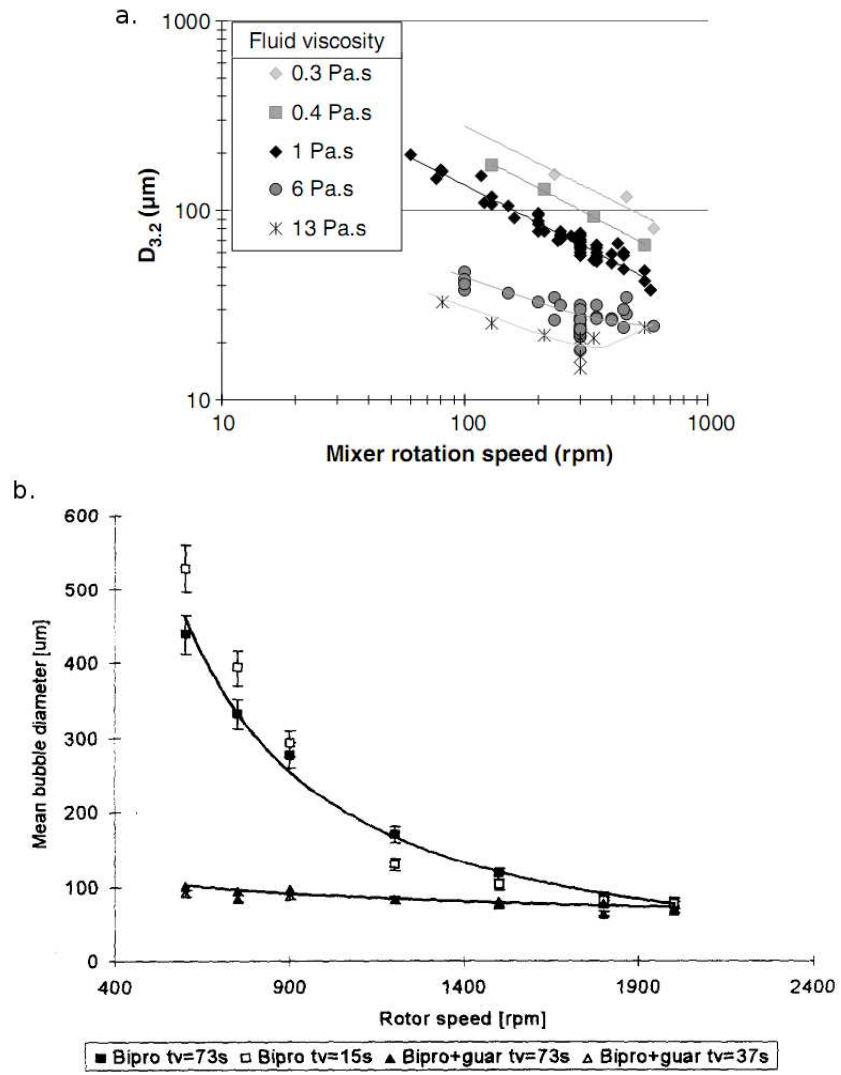 a.
1000
Fluid viscosity
0.3 Pa.s
0.4 Pa.s
1 Pa.s
6 Pa.s
13 Pa.s
100
10
D3.2 (µm)
10 100 1000
Mixer rotation speed (rpm)
b.
600
500
400
300
200
100
0
Mean bubble diameter [um]
400 900 1400 1900 2400
Rotor speed [rpm]
Bipro tv=73s Bipro tv=15s Bipro+guar tv=73s Bipro+guar tv=37s